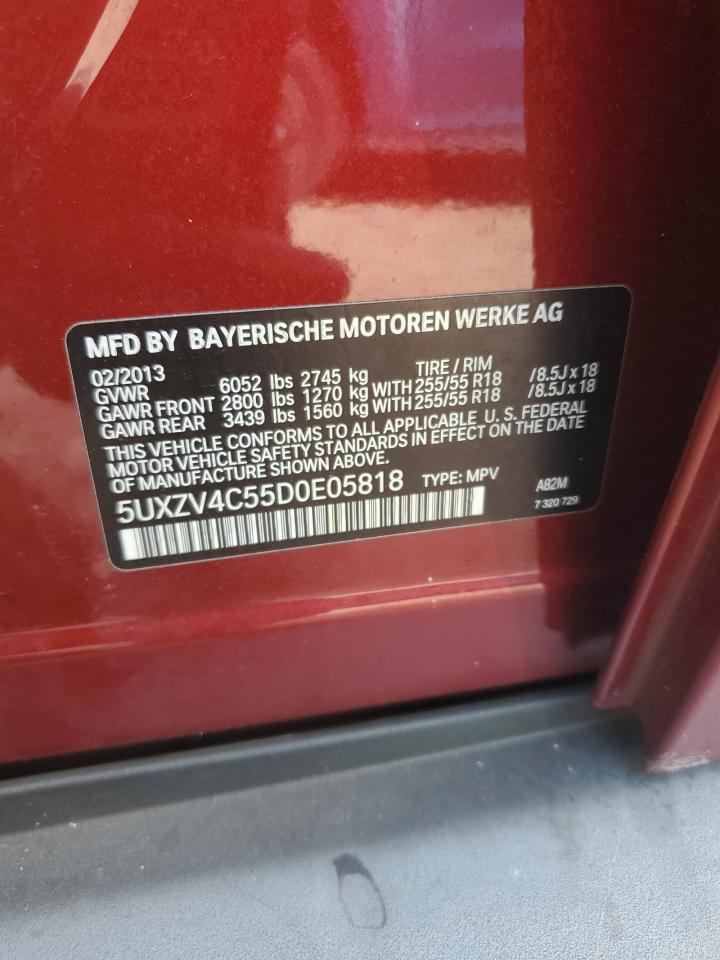 MFD BY BAYERISCHE MOTOREN WERKE AG
02/2013 TIRE / RIM
GVWR 6052 lbs 2745 kg
GAWR FRONT 2800 lbs 1270 kg WITH 255/55 R18 /8.5J x 18
GAWR REAR 3439 lbs 1560 kg WITH 255/55 R18 /8.5J x 18
THIS VEHICLE CONFORMS TO ALL APPLICABLE U. S. FEDERAL
MOTOR VEHICLE SAFETY STANDARDS IN EFFECT ON THE DATE
OF MANUFACTURE SHOWN ABOVE.
5UXZV4C55D0E05818 TYPE: MPV A82M
7 320 729